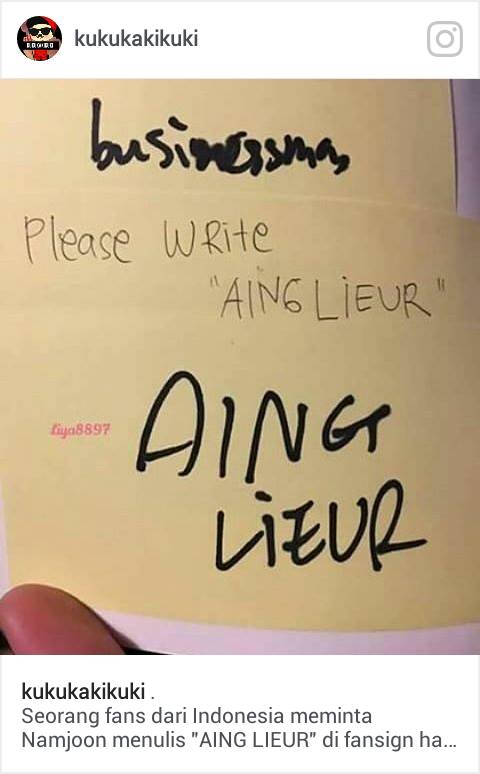 kukukakikuki
businessman
Please WRite
"AING LiEUR"
Liya8897
AING
LiEUR
kukukakikuki .
Seorang fans dari Indonesia meminta
Namjoon menulis "AING LIEUR" di fansign ha...